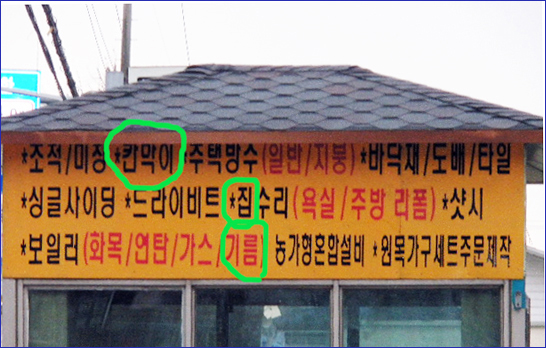 *조적/미장 *칸막이 *주택방수(일반/지붕) *바닥재/도배/타일
*싱글사이딩 *드라이비트 *집수리(욕실/주방 리폼) *샷시
*보일러(화목/연탄/가스/기름) 농가형혼합설비 *원목가구세트주문제작